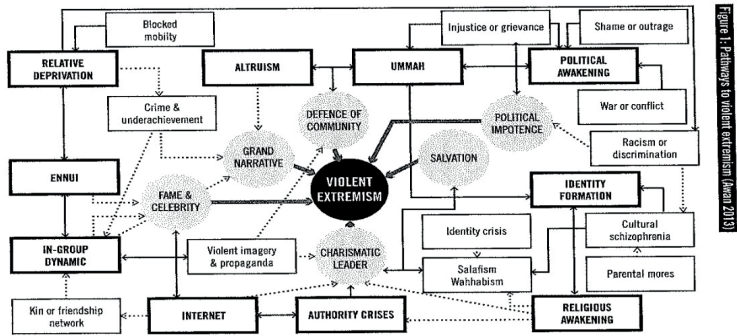 Blocked
mobilty
Injustice or grievance
Shame or outrage
RELATIVE
DEPRIVATION
ALTRUISM
UMMAH
POLITICAL
AWAKENING
Crime &
underachievement
DEFENCE OF
COMMUNITY
POLITICAL
IMPOTENCE
War or conflict
GRAND
NARRATIVE
SALVATION
Racism or
discrimination
ENNUI
FAME &
CELEBRITY
VIOLENT
EXTREMISM
IDENTITY
FORMATION
IN-GROUP
DYNAMIC
Violent imagery
& propaganda
CHARISMATIC
LEADER
Identity crisis
Cultural
schizophrenia
Salafism
Wahhabism
Parental mores
Kin or friendship
network
INTERNET
AUTHORITY CRISES
RELIGIOUS
AWAKENING
Figure 1: Pathways to violent extremism (Awan 2013)